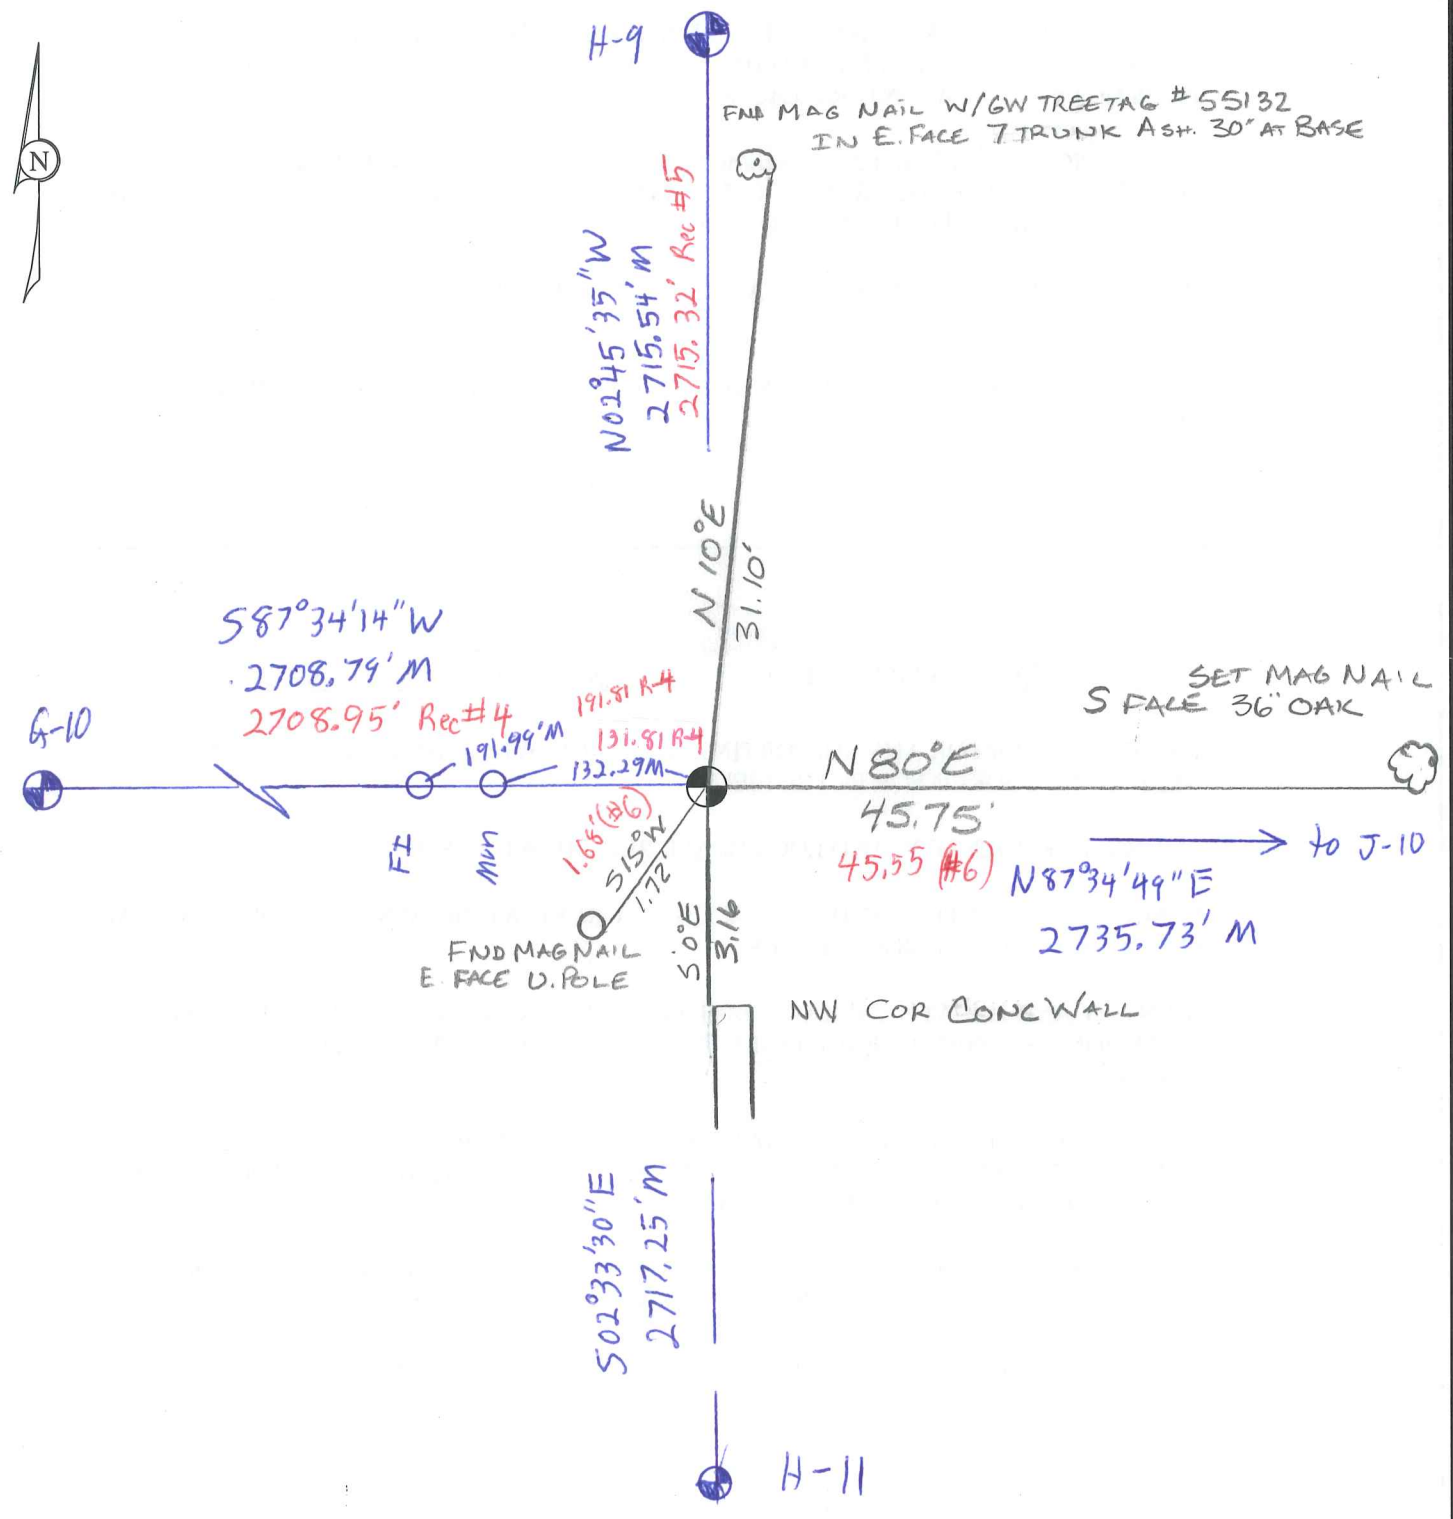 H-9
FND MAG NAIL W/GW TREETAG # 55132
IN E. FACE 7 TRUNK ASH. 30" AT BASE
N
N02°45'35"W
2715.54' M
2715.32' Rec #5
N 10°E
31.10'
S87°34'14"W
2708.79' M
2708.95' Rec #4
191.81 R-4
191.99' M
131.81 R-4
132.29 M
G-10
SET MAG NAIL
S FACE 36" OAK
N80°E
45.75'
45.55 (#6)
to J-10
N87°34'49"E
2735.73' M
FI
Mon
1.68' (#6)
S15°W
1.72'
FND MAG NAIL
E. FACE U. POLE
S 0°E
3.16
NW COR CONC WALL
S02°33'30"E
2717.25' M
H-11